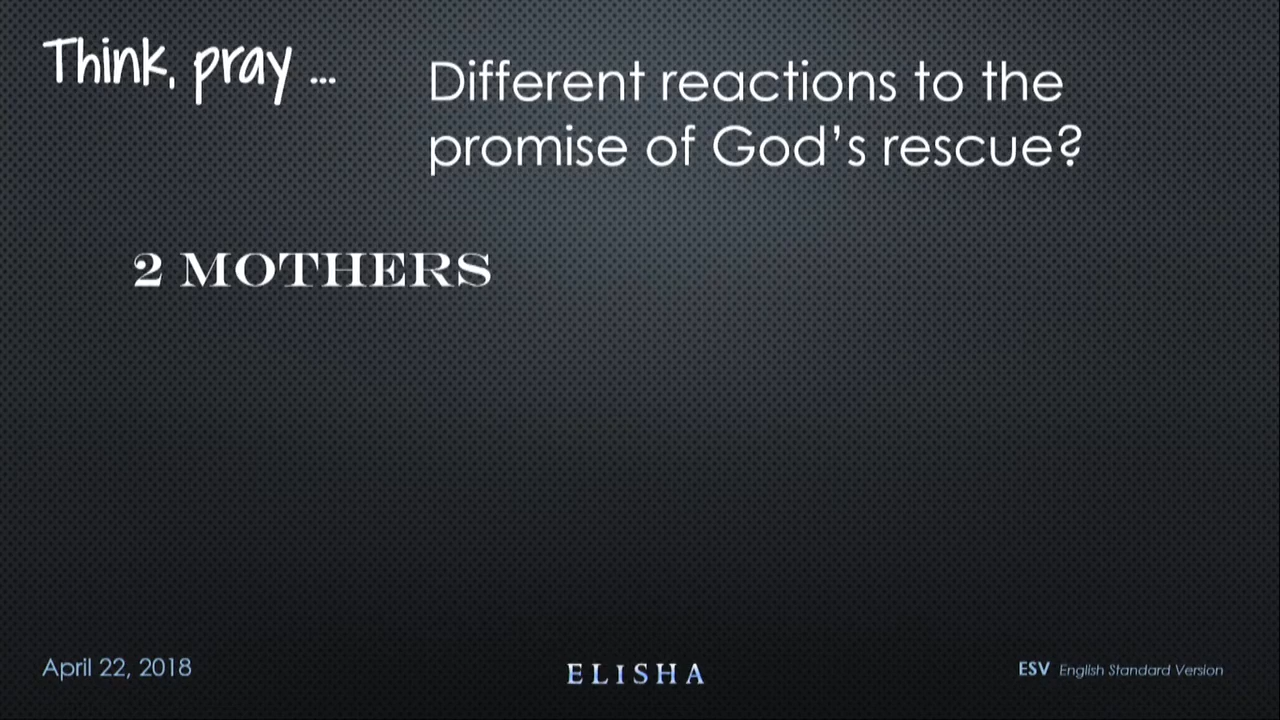 Think, pray ...
Different reactions to the
promise of God's rescue?
2 MOTHERS
April 22, 2018
ELISHA
ESV English Standard Version